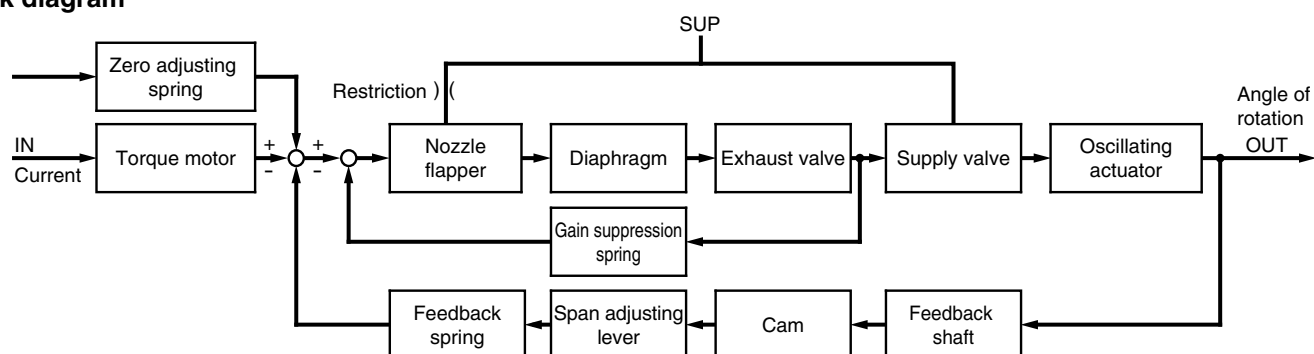 k diagram
SUP
Zero adjusting
spring
Restriction ) (
Angle of
rotation
OUT
IN
Current
Torque motor
+
-
+
-
Nozzle
flapper
Diaphragm
Exhaust valve
Supply valve
Oscillating
actuator
Gain suppression
spring
Feedback
spring
Span adjusting
lever
Cam
Feedback
shaft